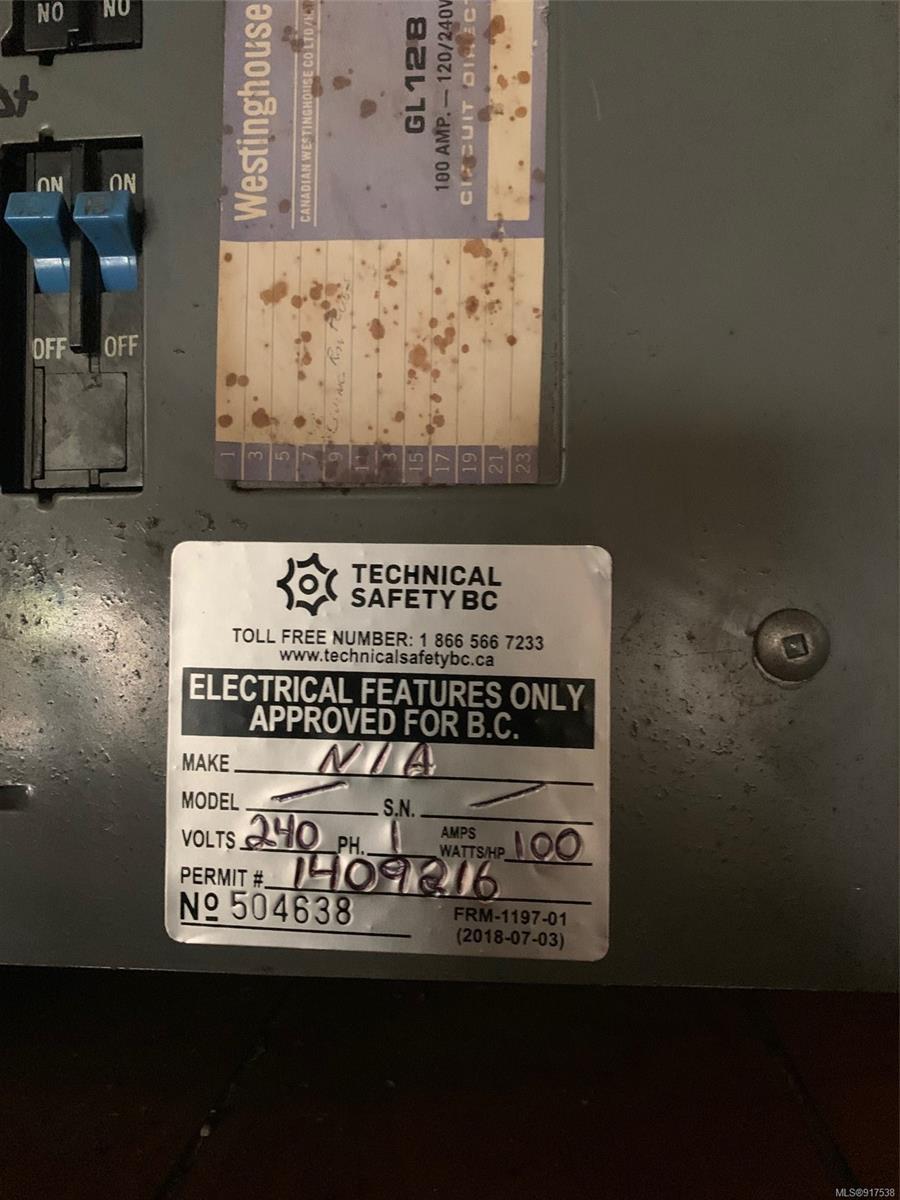 NO
NO
ON
ON
OFF
OFF
Westinghouse
CANADIAN WESTINGHOUSE CO LTD/
GL 12B
100 AMP. — 120/240V
CIRCUIT DIRECT
1 3 5 7 9 11 13 15 17 19 21 23
TECHNICAL
SAFETY BC
TOLL FREE NUMBER: 1 866 566 7233
www.technicalsafetybc.ca
ELECTRICAL FEATURES ONLY
APPROVED FOR B.C.
MAKE N/A
MODEL — S.N. —
VOLTS 240 PH. 1 AMPS WATTS/HP 100
PERMIT # 1409216
Nº 504638
FRM-1197-01
(2018-07-03)
MLS®917538